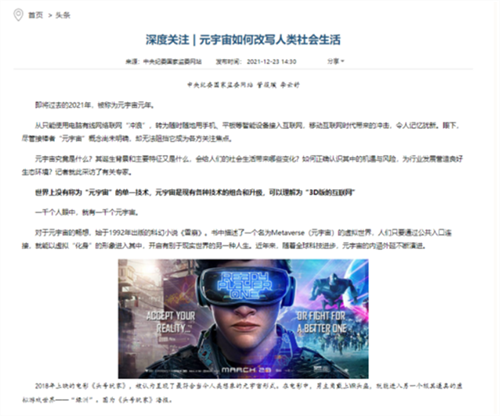 首页 > 头条
深度关注 | 元宇宙如何改写人类社会生活
来源：中央纪委国家监委网站 发布时间：2021-12-23 14:30 分享
中央纪委国家监委网站
即将过去的2021年，被称为元宇宙元年。
从只能使用电脑有线网络联网“冲浪”，转为随时随地用手机、平板等智能设备接入互联网，移动互联网时代带来的冲击，令人记忆犹新。眼下，
尽管接棒者“元宇宙”概念尚未明确，却无法阻挡它成为各方关注焦点。
元宇宙究竟是什么？其诞生背景和主要特征又是什么，会给人们的社会生活带来哪些变化？如何正确认识其中的机遇与风险，为行业发展营造良好
生态环境？记者就此采访了有关专家。
世界上没有称为“元宇宙”的单一技术，元宇宙是现有各种技术的组合和升级，可以理解为“3D版的互联网”
一千个人眼中，就有一千个元宇宙。
对于元宇宙的畅想，始于1992年出版的科幻小说《雪崩》。书中描述了一个名为Metaverse（元宇宙）的虚拟世界，人们只要通过公共入口连
接，就能以虚拟“化身”的形象进入其中，开启有别于现实世界的另一种人生。近年来，随着全球科技进步，元宇宙的内涵外延不断演进。
READY
PLAYER
ONE
ACCEPT
YOUR
REALITY...
OR FIGHT
FOR A
BETTER ONE
MARCH 29
2018年上映的电影《头号玩家》，被认为呈现了最符合当今人类想象的元宇宙形式。在电影中，男主角戴上VR头盔，就能进入另一个极其逼真的虚
拟游戏世界——“绿洲”。图为《头号玩家》海报。